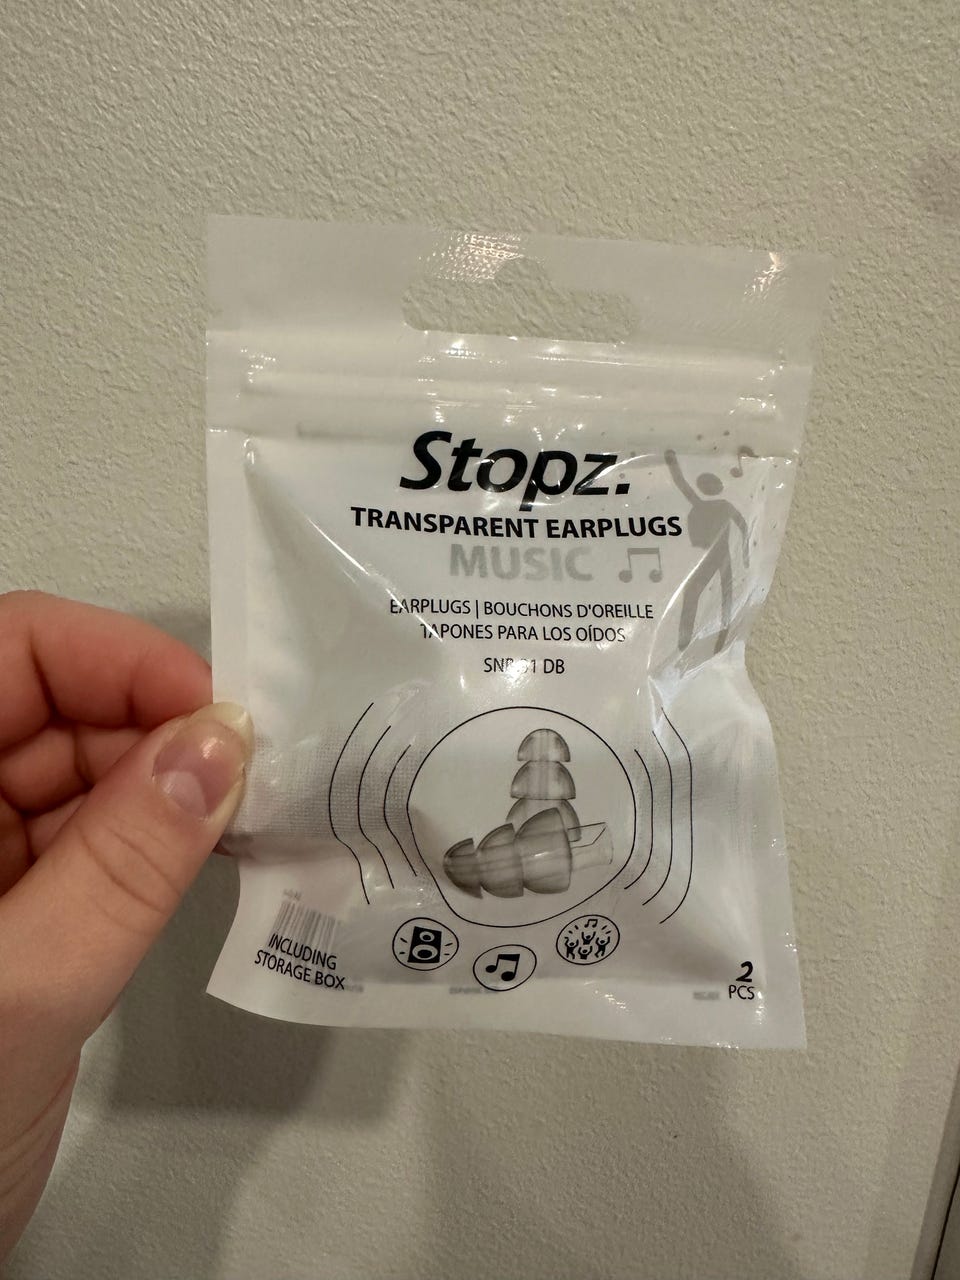 Stopz.
TRANSPARENT EARPLUGS
MUSIC
EARPLUGS | BOUCHONS D'OREILLE
TAPONES PARA LOS OÍDOS
DB
INCLUDING
STORAGE BOX
2
PCS